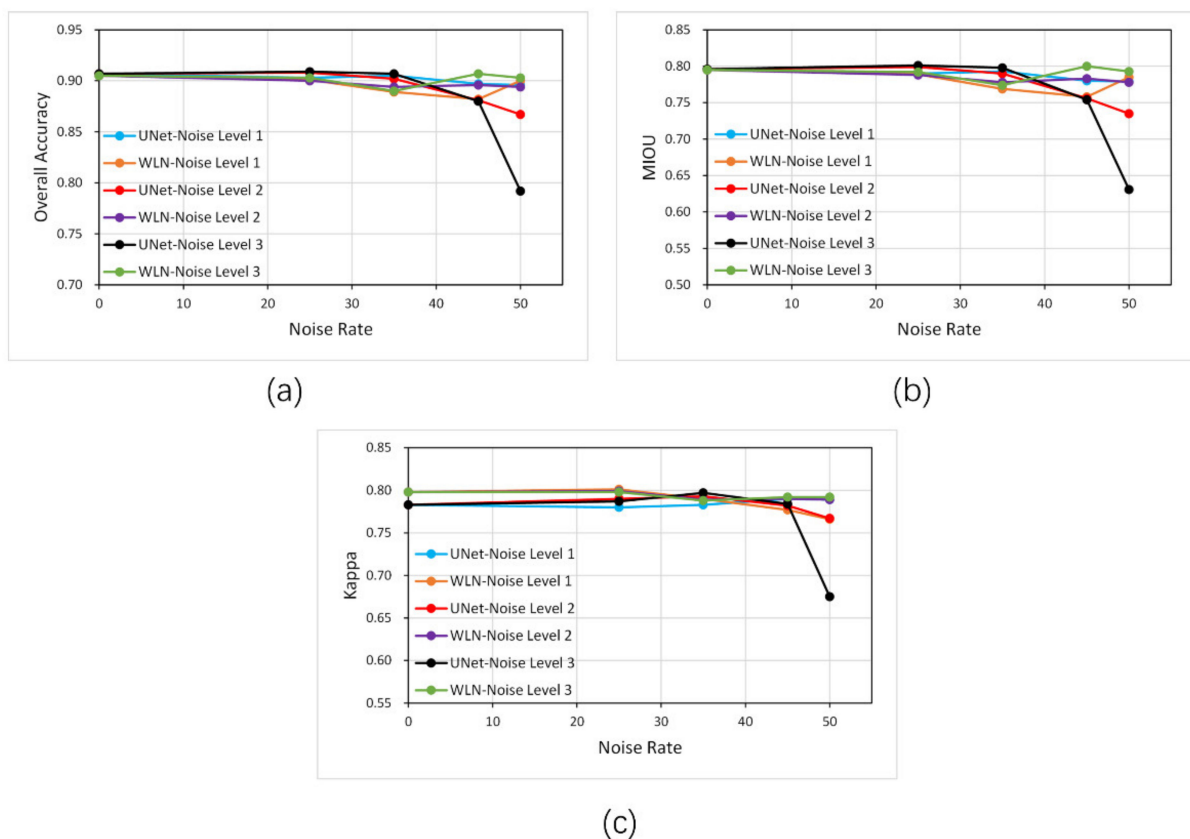 0.95
0.90
0.85
0.80
0.75
0.70
Overall Accuracy
UNet-Noise Level 1
WLN-Noise Level 1
UNet-Noise Level 2
WLN-Noise Level 2
UNet-Noise Level 3
WLN-Noise Level 3
0 10 20 30 40 50
Noise Rate
(a)
0.85
0.80
0.75
0.70
0.65
0.60
0.55
0.50
MIOU
UNet-Noise Level 1
WLN-Noise Level 1
UNet-Noise Level 2
WLN-Noise Level 2
UNet-Noise Level 3
WLN-Noise Level 3
0 10 20 30 40 50
Noise Rate
(b)
0.85
0.80
0.75
0.70
0.65
0.60
0.55
Kappa
UNet-Noise Level 1
WLN-Noise Level 1
UNet-Noise Level 2
WLN-Noise Level 2
UNet-Noise Level 3
WLN-Noise Level 3
0 10 20 30 40 50
Noise Rate
(c)